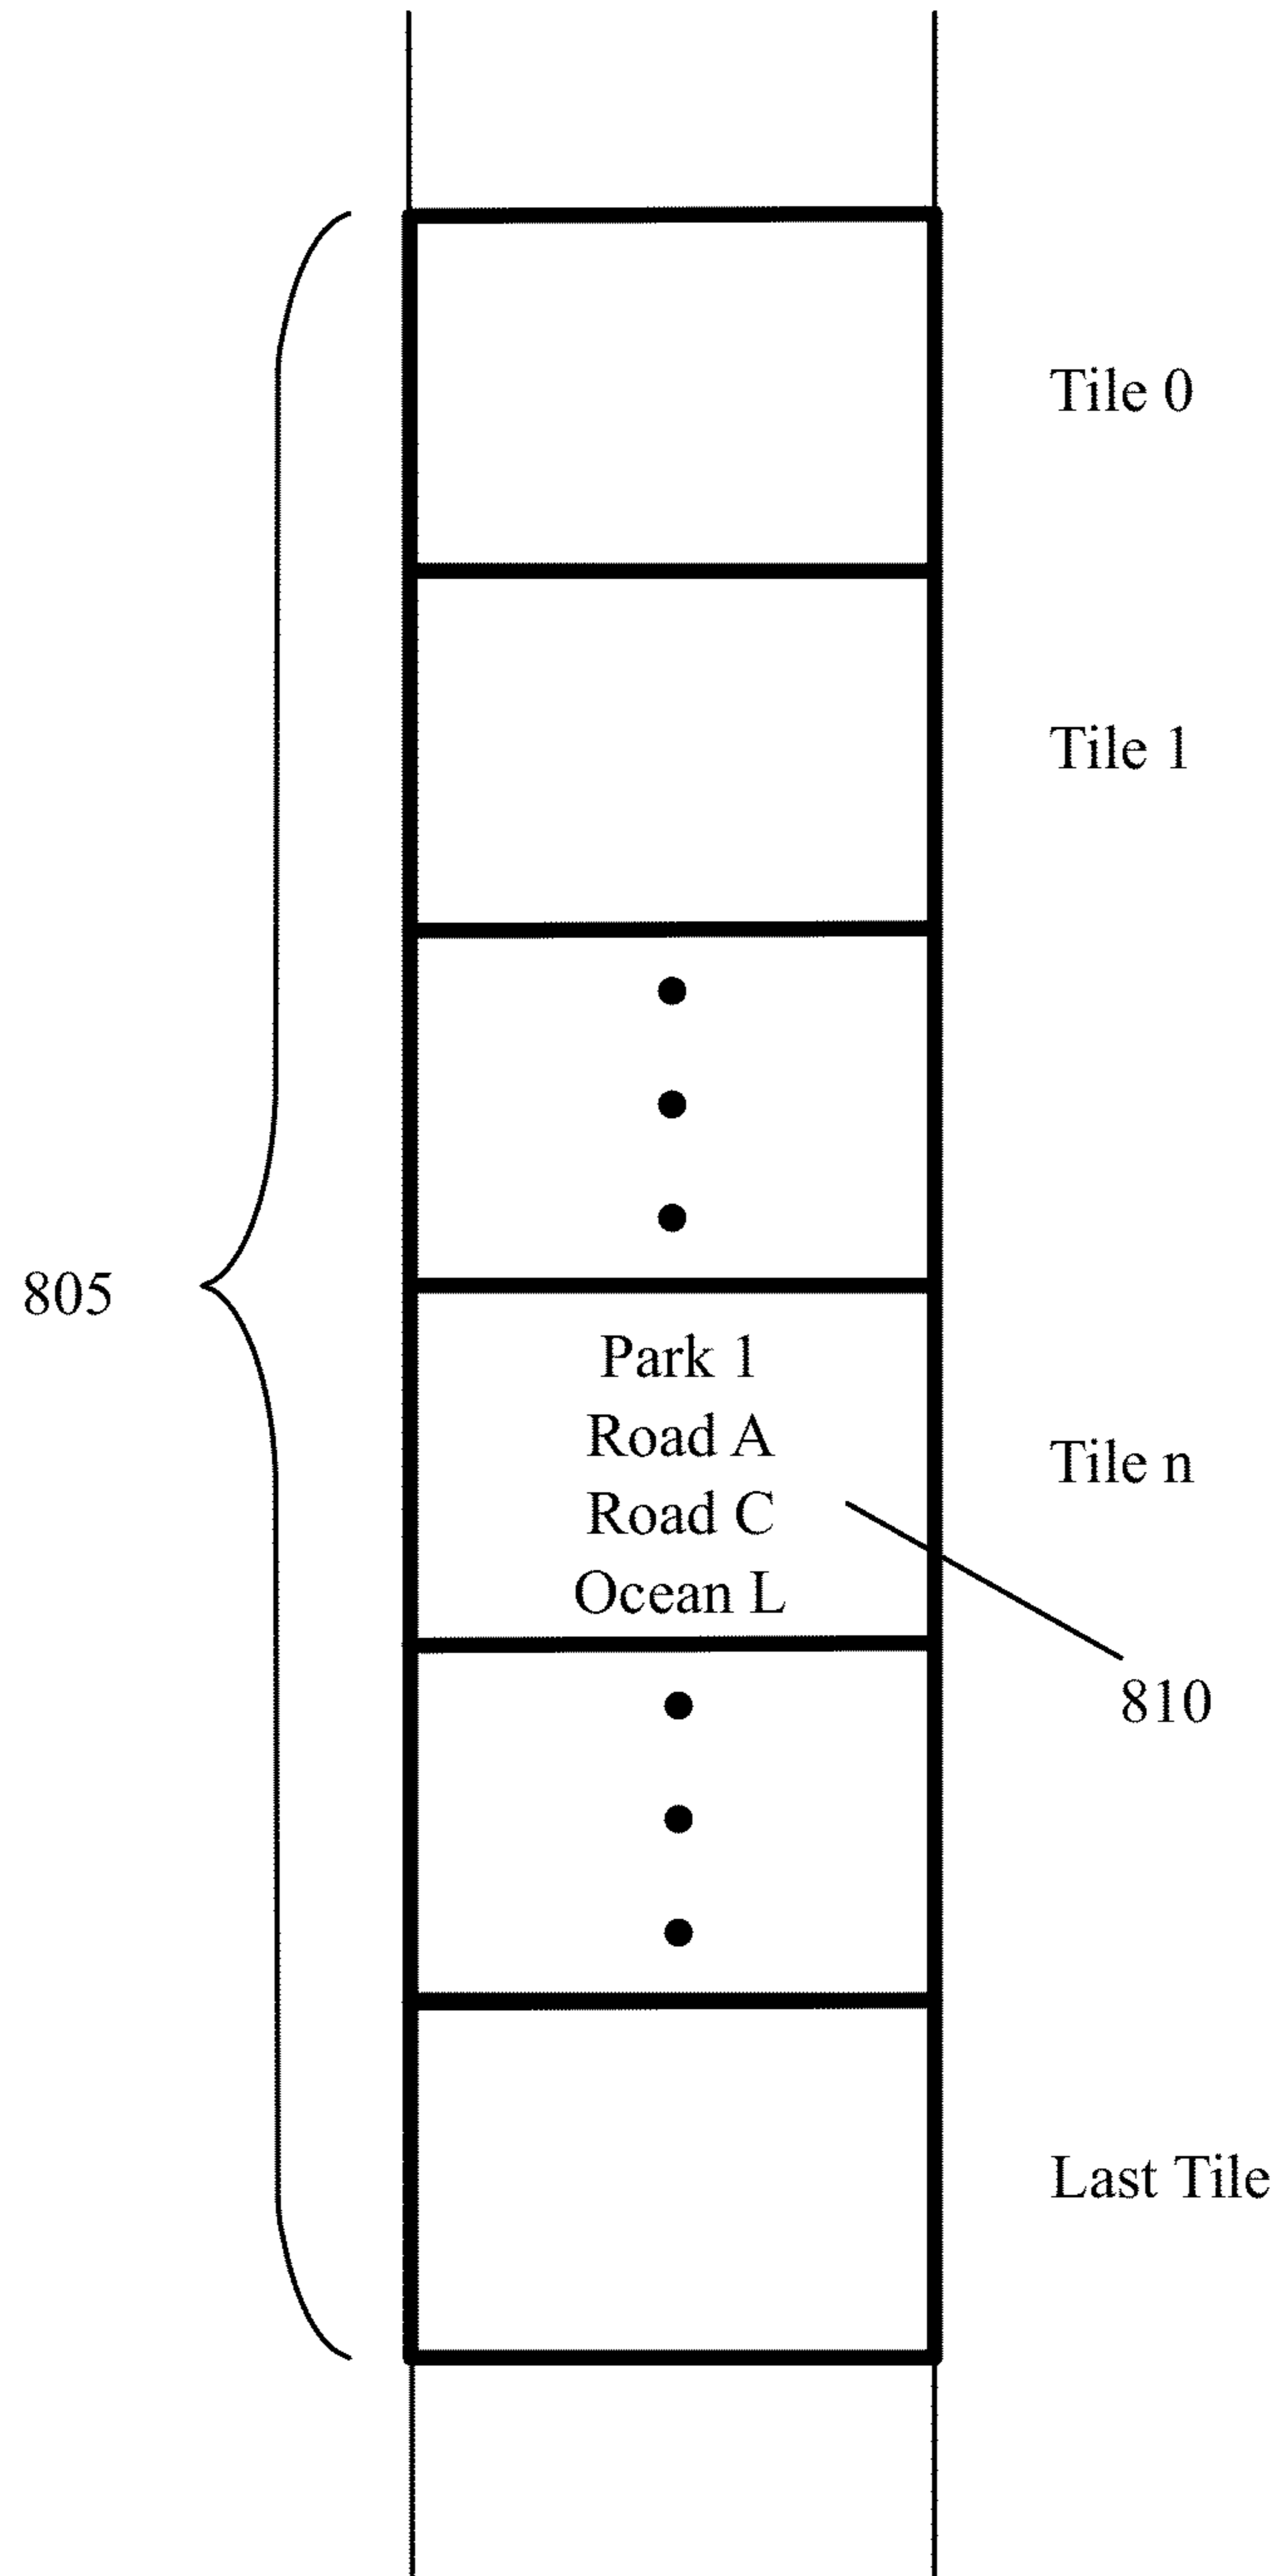 Tile 0
Tile 1
805
Park 1
Road A
Road C
Ocean L
Tile n
810
Last Tile